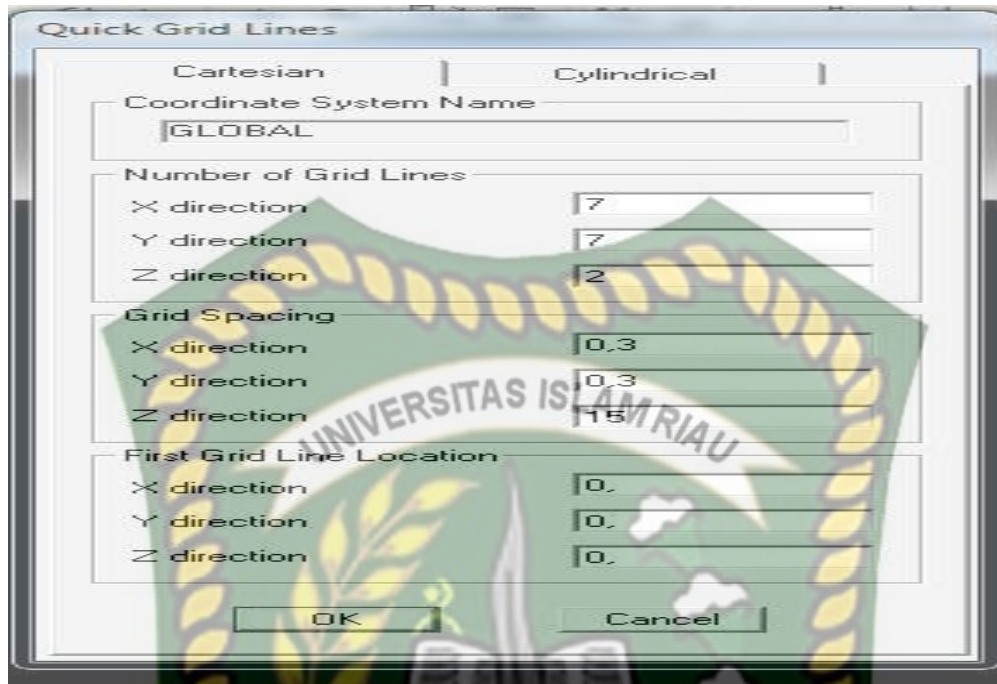 Quick Grid Lines
Cartesian Cylindrical
Coordinate System Name
GLOBAL
Number of Grid Lines
X direction 7
Y direction 7
Z direction 2
Grid Spacing
X direction 0,3
Y direction 0,3
Z direction 15
UNIVERSITAS ISLAM RIAU
First Grid Line Location
X direction 0,
Y direction 0,
Z direction 0,
OK Cancel